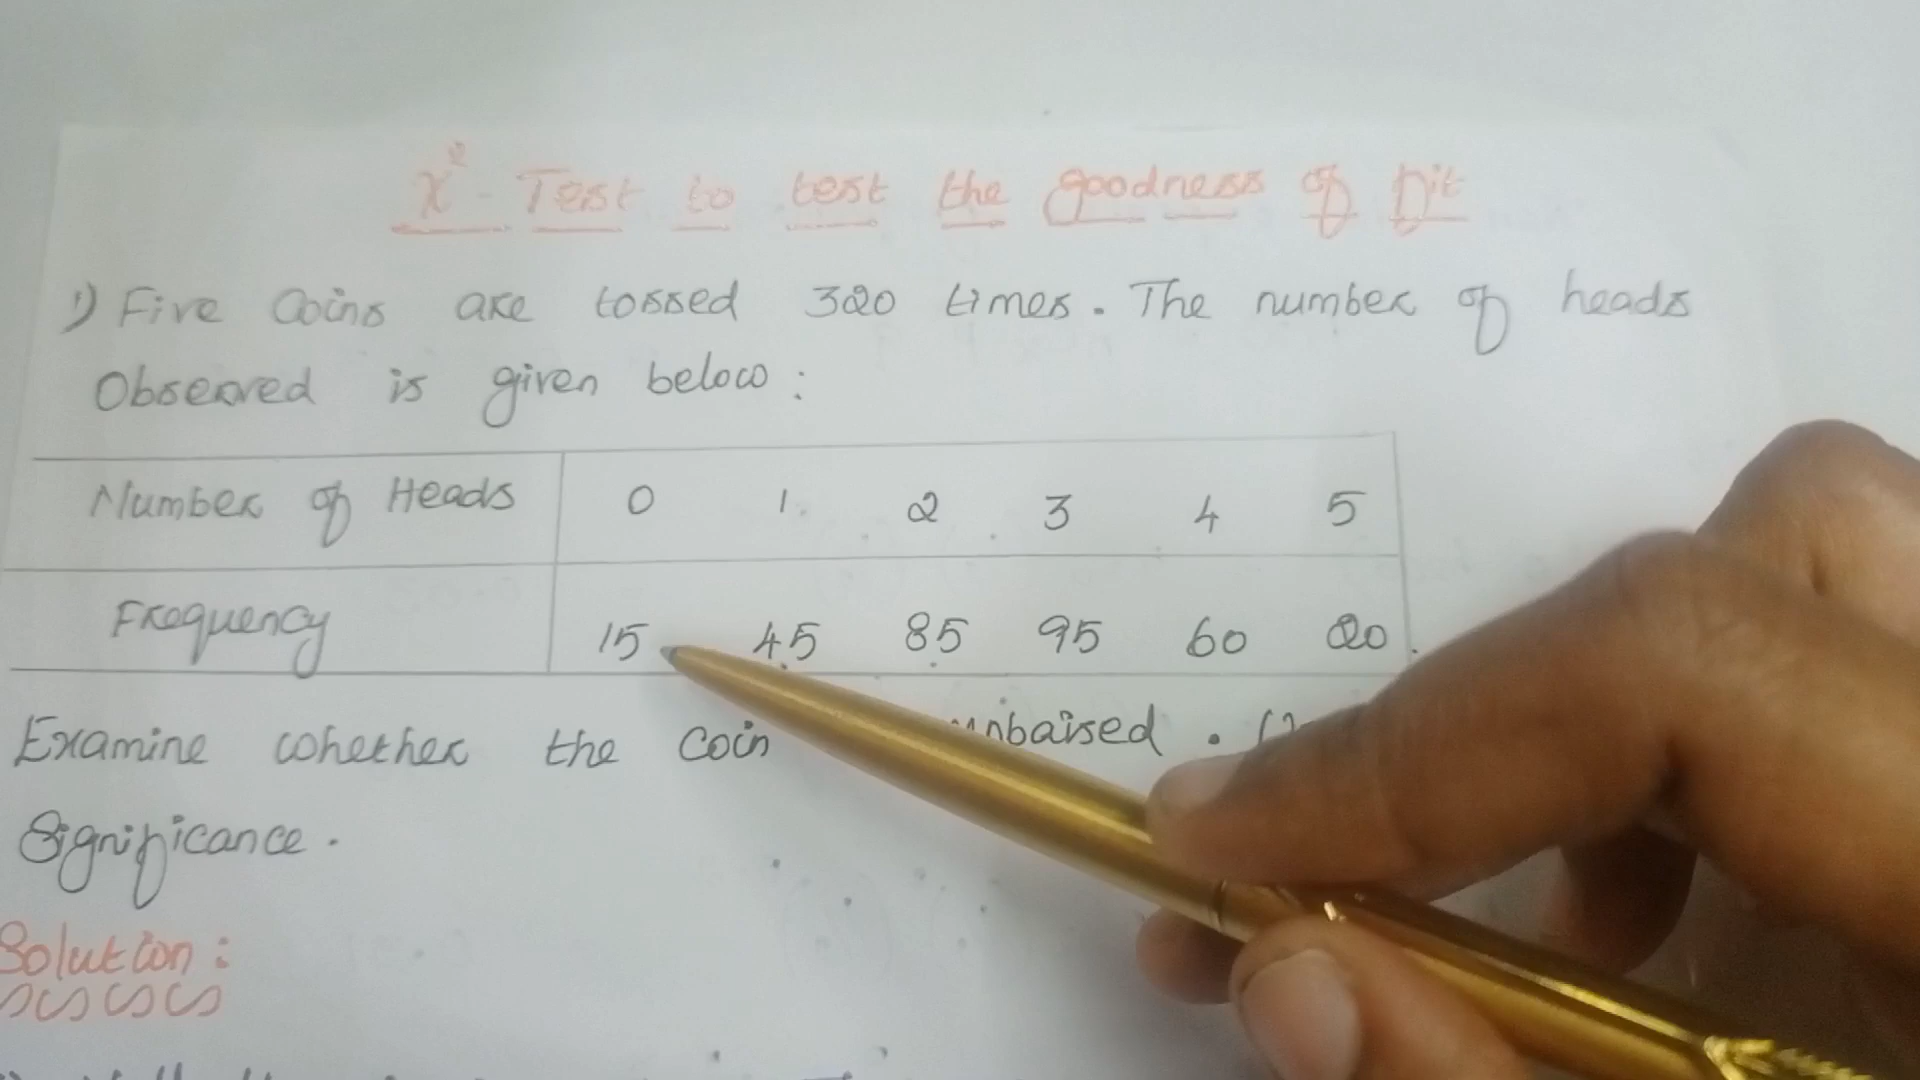 χ² - Test to test the goodness of fit
1) Five Coins are tossed 320 times. The number of heads
Observed is given below :
Number of Heads 0 1 2 3 4 5
Frequency 15 45 85 95 60 20
Examine whether the Coin unbaised .
Significance .
Solution :